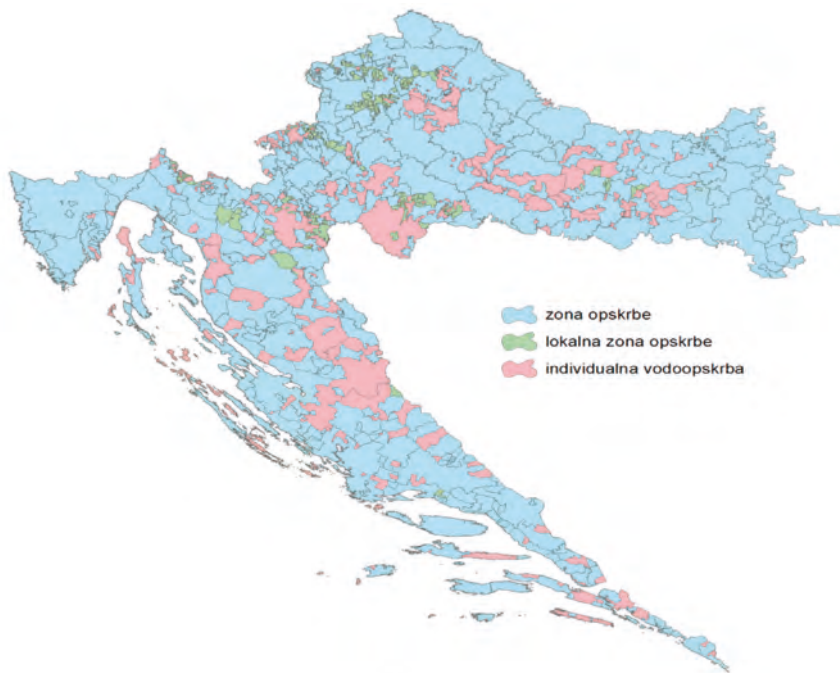 zona opskrbe
lokalna zona opskrbe
individualna vodoopskrba